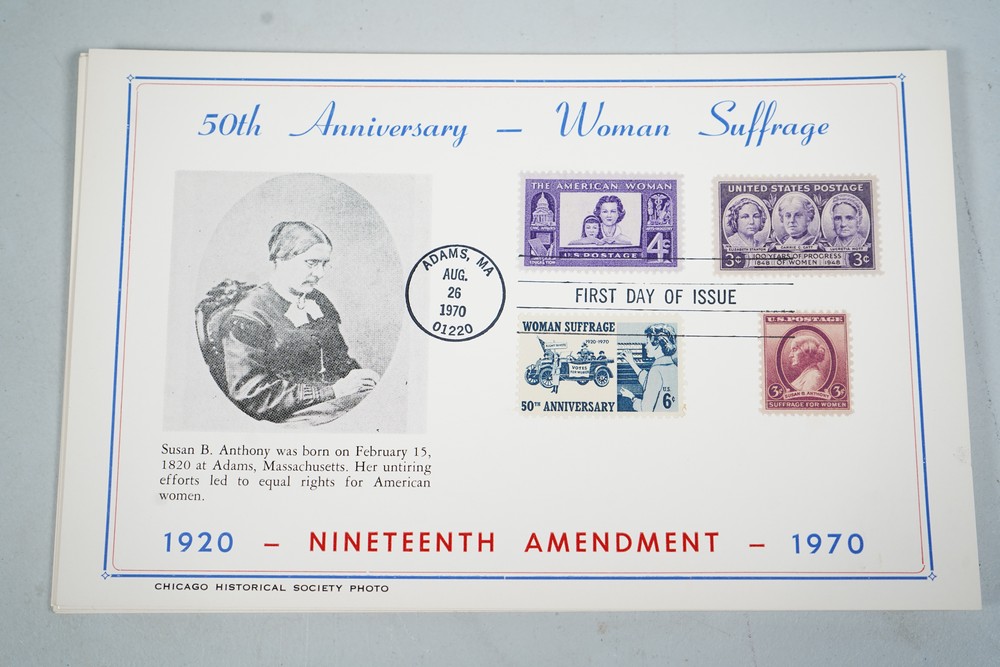 50th Anniversary — Woman Suffrage
THE AMERICAN WOMAN
CIVIC AFFAIRS
EDUCATION
4¢
U.S. POSTAGE
UNITED STATES POSTAGE
ELIZABETH STANTON
CARRIE C. CATT
LUCRETIA MOTT
3¢
100 YEARS OF PROGRESS
OF WOMEN
1848
1948
3¢
ADAMS, MA
AUG.
26
1970
01220
FIRST DAY OF ISSUE
WOMAN SUFFRAGE
1920-1970
VOTES
FOR WOMEN
U.S.
6¢
50TH ANNIVERSARY
U.S. POSTAGE
3¢
SUSAN B. ANTHONY
3¢
SUFFRAGE FOR WOMEN
Susan B. Anthony was born on February 15,
1820 at Adams, Massachusetts. Her untiring
efforts led to equal rights for American
women.
1920 – NINETEENTH AMENDMENT – 1970
CHICAGO HISTORICAL SOCIETY PHOTO